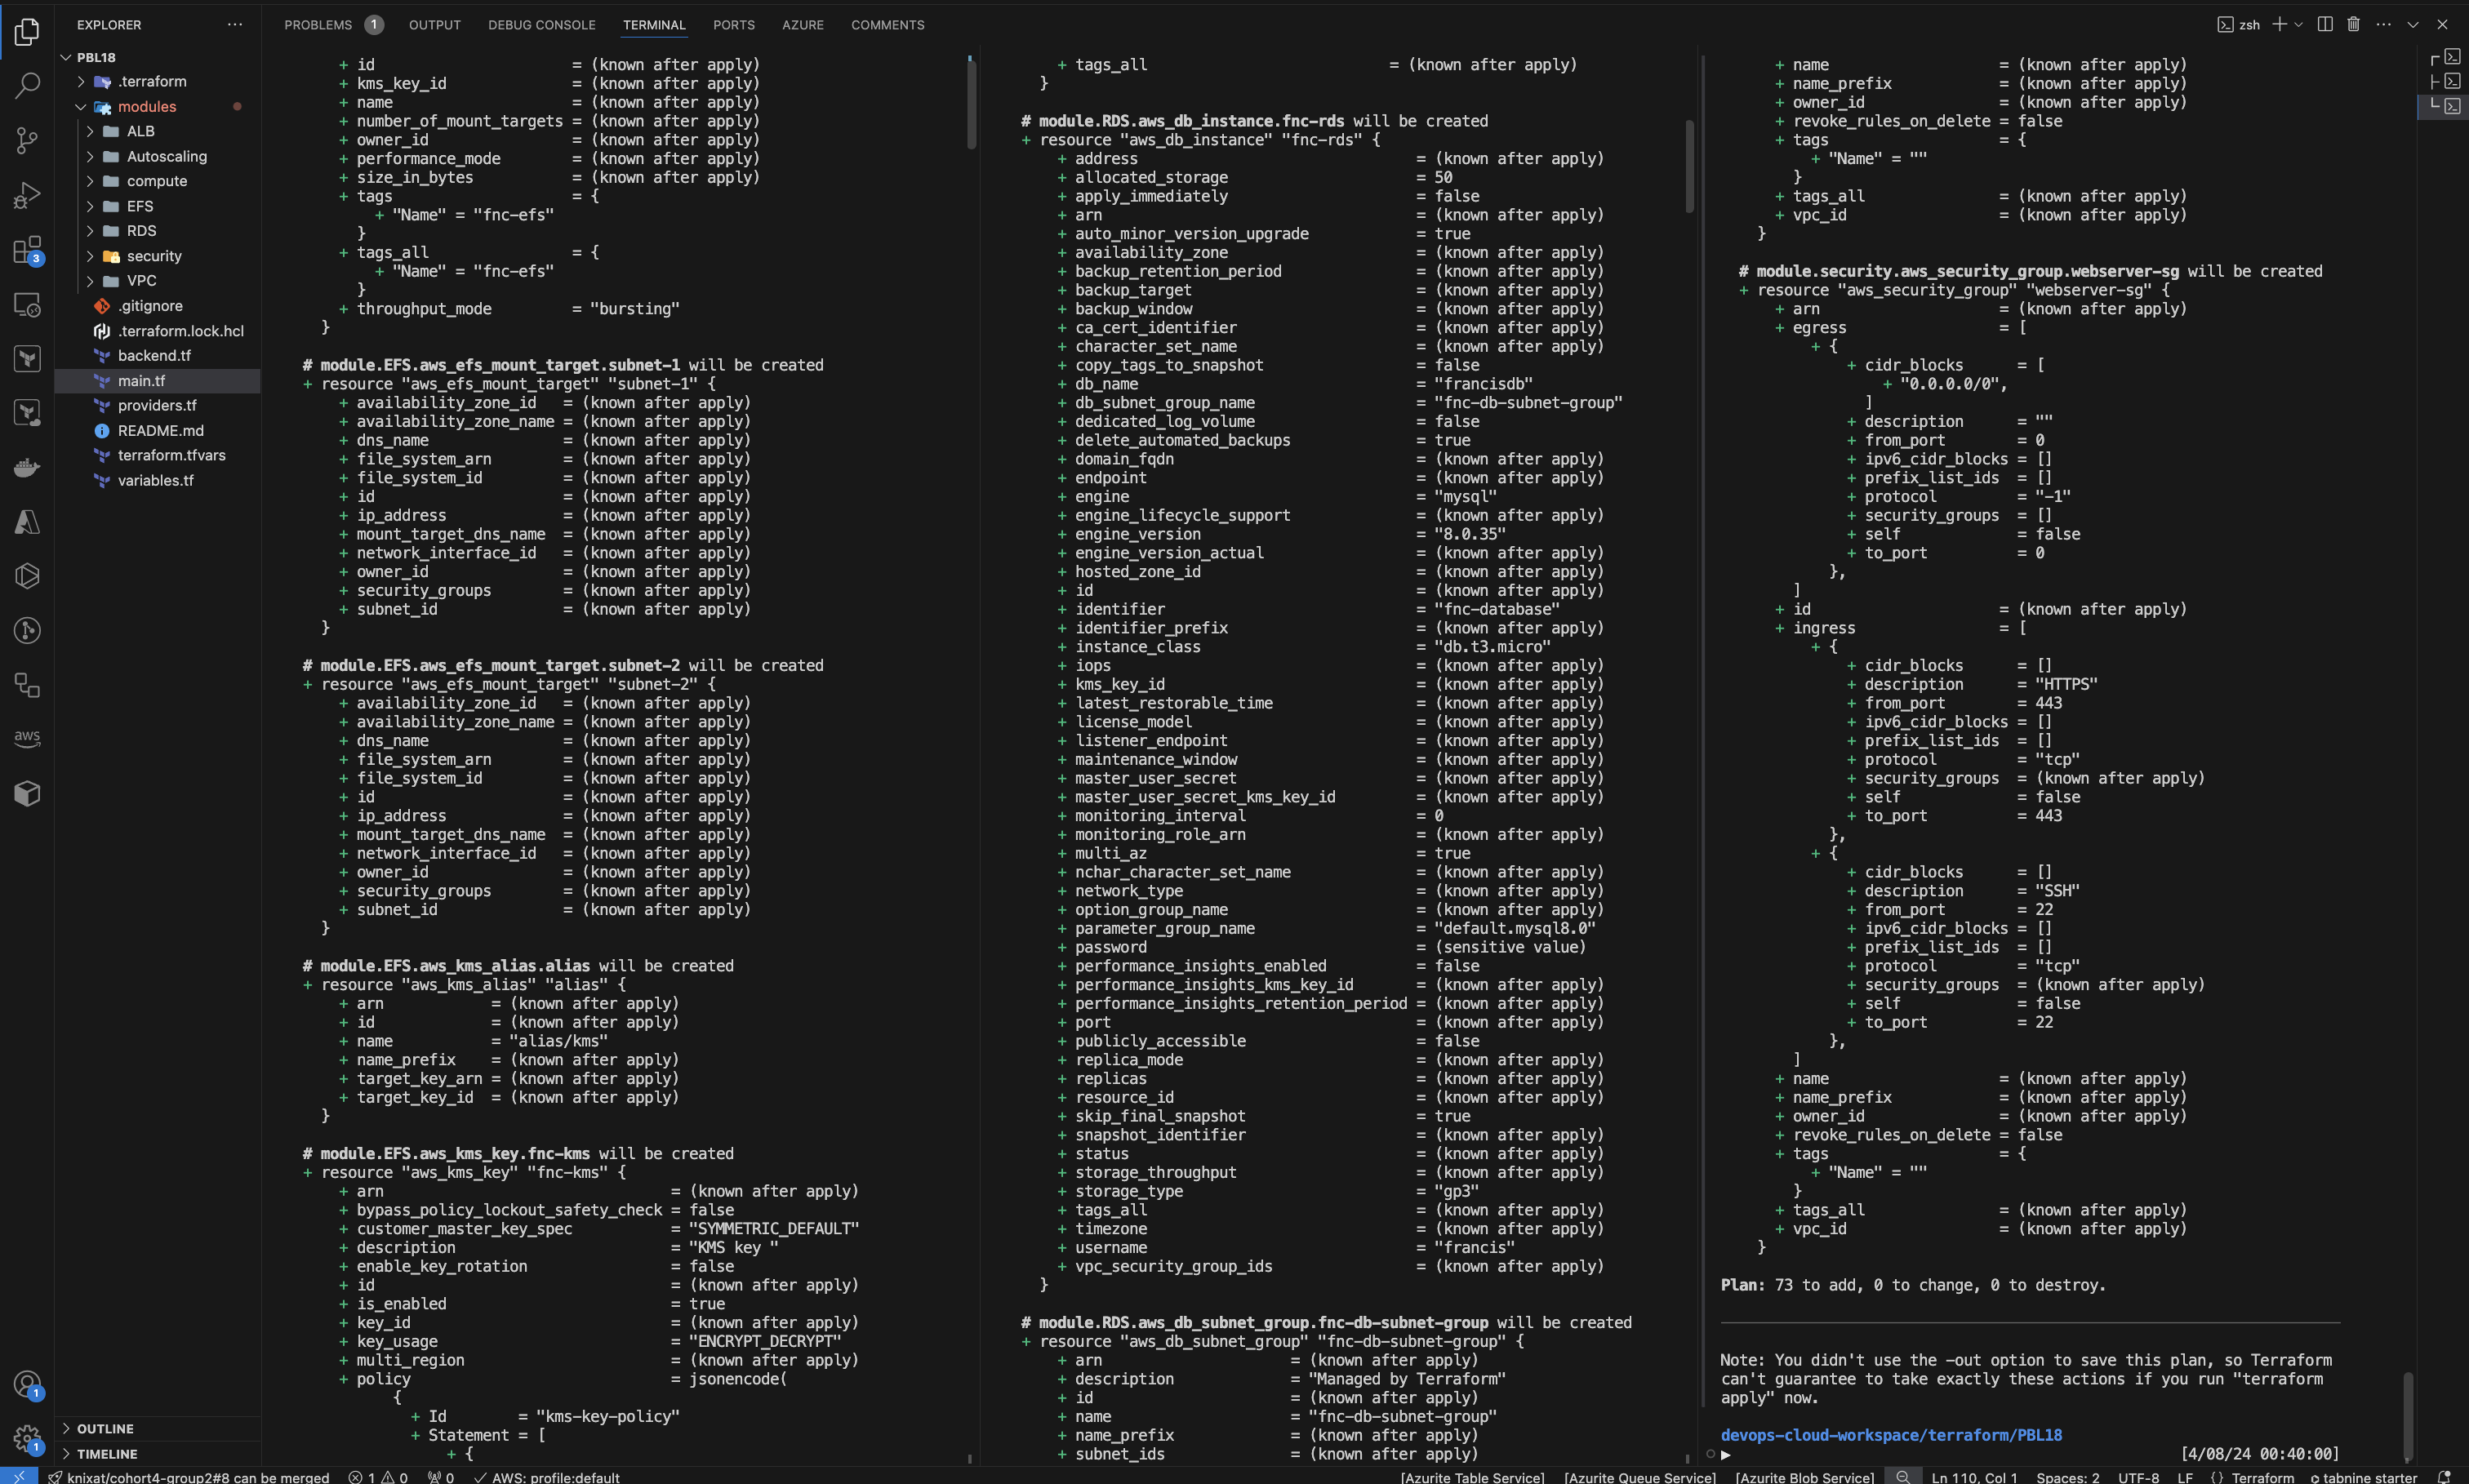 EXPLORER
PBL18
.terraform
modules
ALB
Autoscaling
compute
EFS
RDS
security
VPC
.gitignore
.terraform.lock.hcl
backend.tf
main.tf
providers.tf
README.md
terraform.tfvars
variables.tf
OUTLINE
TIMELINE
3
aws
1
1
PROBLEMS 1 OUTPUT DEBUG CONSOLE TERMINAL PORTS AZURE COMMENTS
zsh
+ id = (known after apply)
+ kms_key_id = (known after apply)
+ name = (known after apply)
+ number_of_mount_targets = (known after apply)
+ owner_id = (known after apply)
+ performance_mode = (known after apply)
+ size_in_bytes = (known after apply)
+ tags = {
+ "Name" = "fnc-efs"
}
+ tags_all = {
+ "Name" = "fnc-efs"
}
+ throughput_mode = "bursting"
}
# module.EFS.aws_efs_mount_target.subnet-1 will be created
+ resource "aws_efs_mount_target" "subnet-1" {
+ availability_zone_id = (known after apply)
+ availability_zone_name = (known after apply)
+ dns_name = (known after apply)
+ file_system_arn = (known after apply)
+ file_system_id = (known after apply)
+ id = (known after apply)
+ ip_address = (known after apply)
+ mount_target_dns_name = (known after apply)
+ network_interface_id = (known after apply)
+ owner_id = (known after apply)
+ security_groups = (known after apply)
+ subnet_id = (known after apply)
}
# module.EFS.aws_efs_mount_target.subnet-2 will be created
+ resource "aws_efs_mount_target" "subnet-2" {
+ availability_zone_id = (known after apply)
+ availability_zone_name = (known after apply)
+ dns_name = (known after apply)
+ file_system_arn = (known after apply)
+ file_system_id = (known after apply)
+ id = (known after apply)
+ ip_address = (known after apply)
+ mount_target_dns_name = (known after apply)
+ network_interface_id = (known after apply)
+ owner_id = (known after apply)
+ security_groups = (known after apply)
+ subnet_id = (known after apply)
}
# module.EFS.aws_kms_alias.alias will be created
+ resource "aws_kms_alias" "alias" {
+ arn = (known after apply)
+ id = (known after apply)
+ name = "alias/kms"
+ name_prefix = (known after apply)
+ target_key_arn = (known after apply)
+ target_key_id = (known after apply)
}
# module.EFS.aws_kms_key.fnc-kms will be created
+ resource "aws_kms_key" "fnc-kms" {
+ arn = (known after apply)
+ bypass_policy_lockout_safety_check = false
+ customer_master_key_spec = "SYMMETRIC_DEFAULT"
+ description = "KMS key "
+ enable_key_rotation = false
+ id = (known after apply)
+ is_enabled = true
+ key_id = (known after apply)
+ key_usage = "ENCRYPT_DECRYPT"
+ multi_region = (known after apply)
+ policy = jsonencode(
{
+ Id = "kms-key-policy"
+ Statement = [
+ {
+ tags_all = (known after apply)
}
# module.RDS.aws_db_instance.fnc-rds will be created
+ resource "aws_db_instance" "fnc-rds" {
+ address = (known after apply)
+ allocated_storage = 50
+ apply_immediately = false
+ arn = (known after apply)
+ auto_minor_version_upgrade = true
+ availability_zone = (known after apply)
+ backup_retention_period = (known after apply)
+ backup_target = (known after apply)
+ backup_window = (known after apply)
+ ca_cert_identifier = (known after apply)
+ character_set_name = (known after apply)
+ copy_tags_to_snapshot = false
+ db_name = "francisdb"
+ db_subnet_group_name = "fnc-db-subnet-group"
+ dedicated_log_volume = false
+ delete_automated_backups = true
+ domain_fqdn = (known after apply)
+ endpoint = (known after apply)
+ engine = "mysql"
+ engine_lifecycle_support = (known after apply)
+ engine_version = "8.0.35"
+ engine_version_actual = (known after apply)
+ hosted_zone_id = (known after apply)
+ id = (known after apply)
+ identifier = "fnc-database"
+ identifier_prefix = (known after apply)
+ instance_class = "db.t3.micro"
+ iops = (known after apply)
+ kms_key_id = (known after apply)
+ latest_restorable_time = (known after apply)
+ license_model = (known after apply)
+ listener_endpoint = (known after apply)
+ maintenance_window = (known after apply)
+ master_user_secret = (known after apply)
+ master_user_secret_kms_key_id = (known after apply)
+ monitoring_interval = 0
+ monitoring_role_arn = (known after apply)
+ multi_az = true
+ nchar_character_set_name = (known after apply)
+ network_type = (known after apply)
+ option_group_name = (known after apply)
+ parameter_group_name = "default.mysql8.0"
+ password = (sensitive value)
+ performance_insights_enabled = false
+ performance_insights_kms_key_id = (known after apply)
+ performance_insights_retention_period = (known after apply)
+ port = (known after apply)
+ publicly_accessible = false
+ replica_mode = (known after apply)
+ replicas = (known after apply)
+ resource_id = (known after apply)
+ skip_final_snapshot = true
+ snapshot_identifier = (known after apply)
+ status = (known after apply)
+ storage_throughput = (known after apply)
+ storage_type = "gp3"
+ tags_all = (known after apply)
+ timezone = (known after apply)
+ username = "francis"
+ vpc_security_group_ids = (known after apply)
}
# module.RDS.aws_db_subnet_group.fnc-db-subnet-group will be created
+ resource "aws_db_subnet_group" "fnc-db-subnet-group" {
+ arn = (known after apply)
+ description = "Managed by Terraform"
+ id = (known after apply)
+ name = "fnc-db-subnet-group"
+ name_prefix = (known after apply)
+ subnet_ids = (known after apply)
+ name = (known after apply)
+ name_prefix = (known after apply)
+ owner_id = (known after apply)
+ revoke_rules_on_delete = false
+ tags = {
+ "Name" = ""
}
+ tags_all = (known after apply)
+ vpc_id = (known after apply)
}
# module.security.aws_security_group.webserver-sg will be created
+ resource "aws_security_group" "webserver-sg" {
+ arn = (known after apply)
+ egress = [
+ {
+ cidr_blocks = [
+ "0.0.0.0/0",
]
+ description = ""
+ from_port = 0
+ ipv6_cidr_blocks = []
+ prefix_list_ids = []
+ protocol = "-1"
+ security_groups = []
+ self = false
+ to_port = 0
},
]
+ id = (known after apply)
+ ingress = [
+ {
+ cidr_blocks = []
+ description = "HTTPS"
+ from_port = 443
+ ipv6_cidr_blocks = []
+ prefix_list_ids = []
+ protocol = "tcp"
+ security_groups = (known after apply)
+ self = false
+ to_port = 443
},
+ {
+ cidr_blocks = []
+ description = "SSH"
+ from_port = 22
+ ipv6_cidr_blocks = []
+ prefix_list_ids = []
+ protocol = "tcp"
+ security_groups = (known after apply)
+ self = false
+ to_port = 22
},
]
+ name = (known after apply)
+ name_prefix = (known after apply)
+ owner_id = (known after apply)
+ revoke_rules_on_delete = false
+ tags = {
+ "Name" = ""
}
+ tags_all = (known after apply)
+ vpc_id = (known after apply)
}
Plan: 73 to add, 0 to change, 0 to destroy.
Note: You didn't use the -out option to save this plan, so Terraform
can't guarantee to take exactly these actions if you run "terraform
apply" now.
devops-cloud-workspace/terraform/PBL18
[4/08/24 00:40:00]
knixat/cohort4-group2#8 can be merged 1 0 0 AWS: profile:default [Azurite Table Service] [Azurite Queue Service] [Azurite Blob Service] Ln 110, Col 1 Spaces: 2 UTF-8 LF {} Terraform tabnine starter